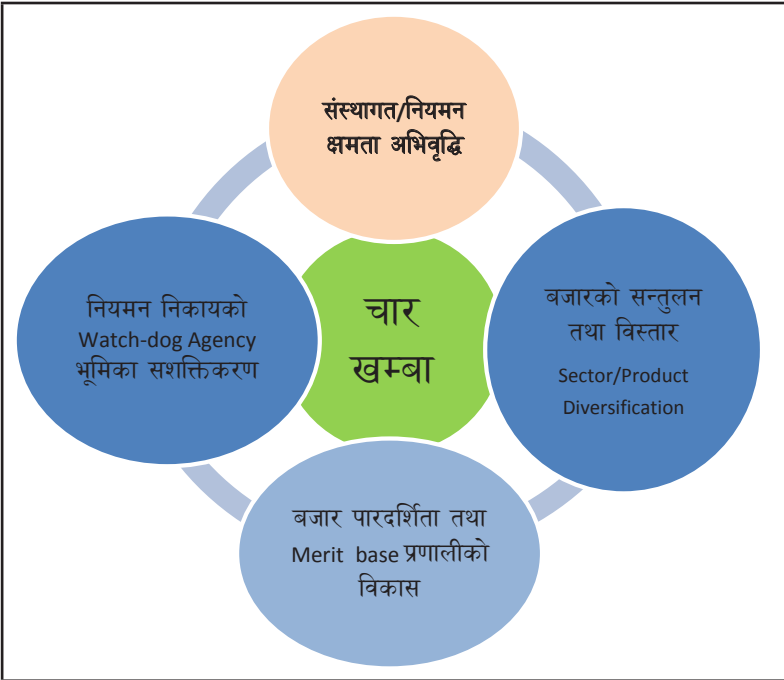 संस्थागत/नियमन
क्षमता अभिवृद्धि
नियमन निकायको
Watch-dog Agency
भूमिका सशक्तिकरण
चार
खम्बा
बजारको सन्तुलन
तथा विस्तार
Sector/Product
Diversification
बजार पारदर्शिता तथा
Merit base प्रणालीको
विकास